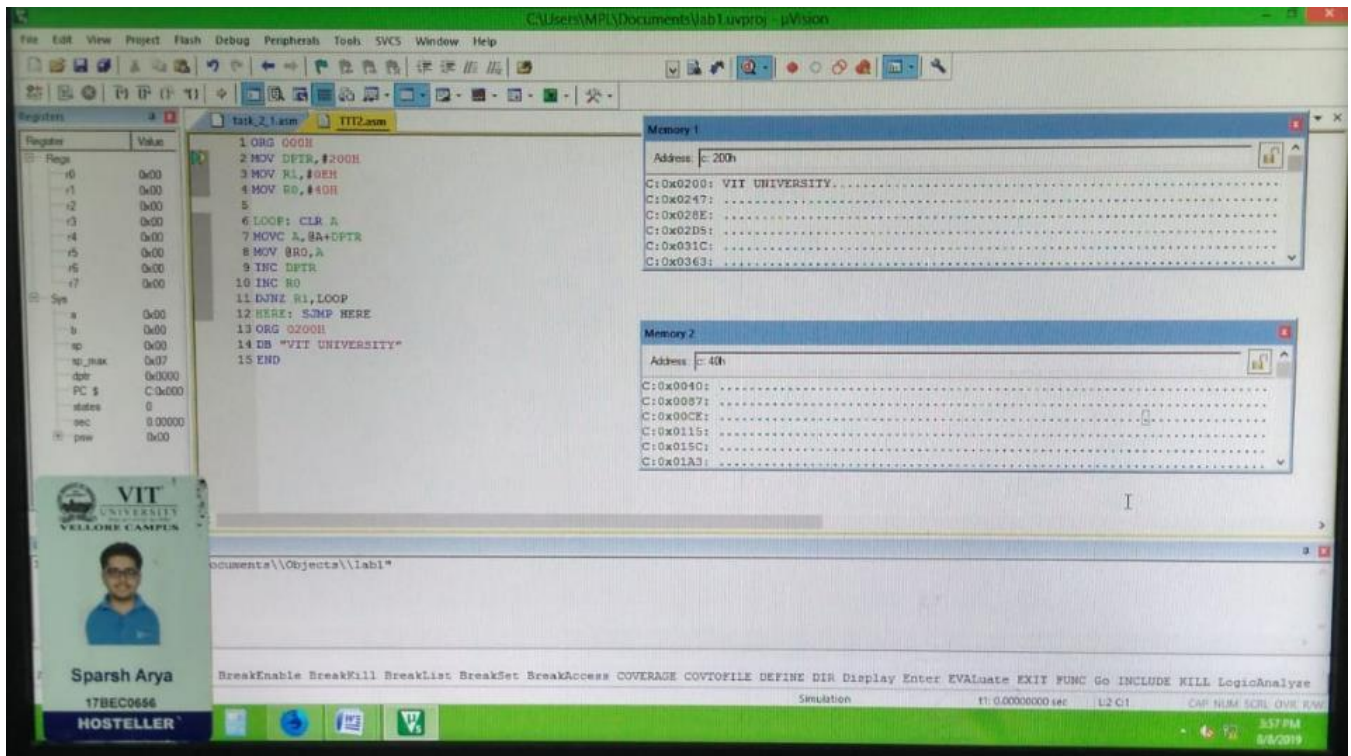 C:\Users\MPL\Documents\lab1.uvproj - µVision
File Edit View Project Flash Debug Peripherals Tools SVCS Window Help
Registers
Register Value
Regs
r0 0x00
r1 0x00
r2 0x00
r3 0x00
r4 0x00
r5 0x00
r6 0x00
r7 0x00
Sys
a 0x00
b 0x00
sp 0x00
sp_max 0x07
dptr 0x0000
PC $ C:0x000
states 0
sec 0.00000
psw 0x00
task_2_1.asm TTT2.asm
1 ORG 000H
2 MOV DPTR,#200H
3 MOV R1,#0EH
4 MOV R0,#40H
5
6 LOOP: CLR A
7 MOVC A,@A+DPTR
8 MOV @R0,A
9 INC DPTR
10 INC R0
11 DJNZ R1,LOOP
12 HERE: SJMP HERE
13 ORG 0200H
14 DB "VIT UNIVERSITY"
15 END
Memory 1
Address: c: 200h
C:0x0200: VIT UNIVERSITY.........................................................
C:0x0247: .......................................................................
C:0x028E: .......................................................................
C:0x02D5: .......................................................................
C:0x031C: .......................................................................
C:0x0363: .......................................................................
Memory 2
Address: c: 40h
C:0x0040: .......................................................................
C:0x0087: .......................................................................
C:0x00CE: .......................................................................
C:0x0115: .......................................................................
C:0x015C: .......................................................................
C:0x01A3: .......................................................................
ocuments\\Objects\\lab1"
BreakEnable BreakKill BreakList BreakSet BreakAccess COVERAGE COVTOFILE DEFINE DIR Display Enter EVALuate EXIT FUNC Go INCLUDE KILL LogicAnalyze
Simulation t1: 0.00000000 sec L:2 C:1 CAP NUM SCRL OVR R/W
3:57 PM
8/8/2019
VIT
UNIVERSITY
VELLORE CAMPUS
Sparsh Arya
17BEC0656
HOSTELLER